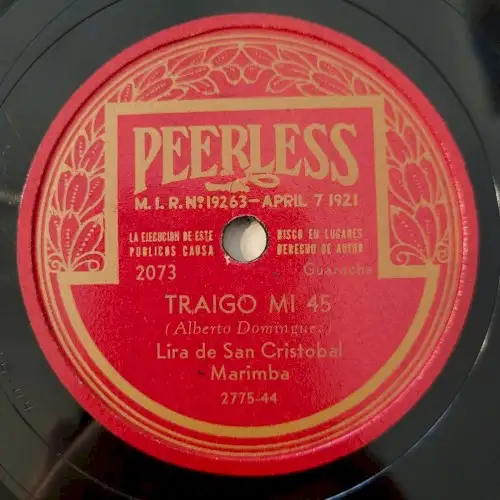 PEERLESS
M.I.R. Nº 19263-APRIL 7 1921
LA EJECUCION DE ESTE DISCO EN LUGARES
PUBLICOS CAUSA DERECHO DE AUTOR
2073 Guaracha
TRAIGO MI 45
(Alberto Dominguez)
Lira de San Cristobal
Marimba
2775-44